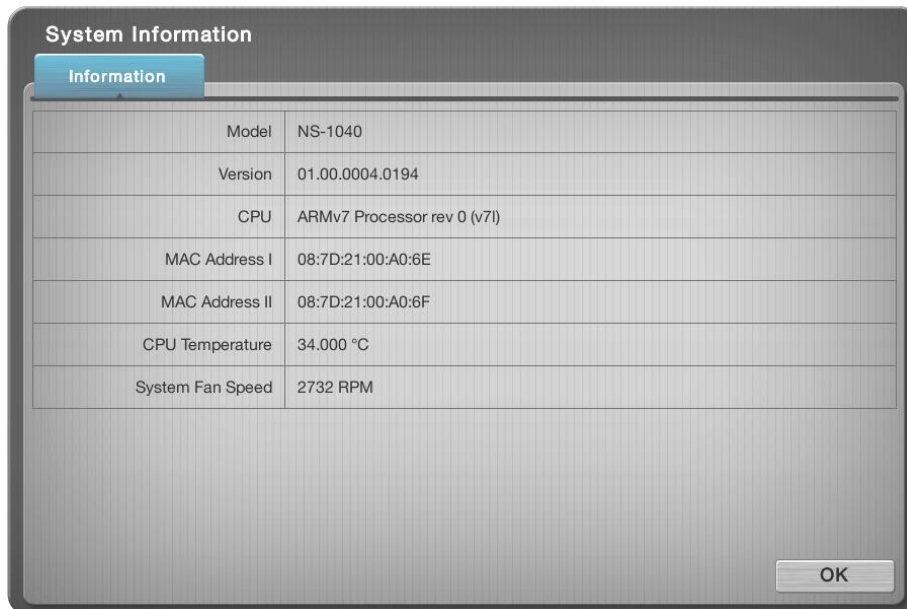 System Information
Information
Model NS-1040
Version 01.00.0004.0194
CPU ARMv7 Processor rev 0 (v7l)
MAC Address I 08:7D:21:00:A0:6E
MAC Address II 08:7D:21:00:A0:6F
CPU Temperature 34.000 °C
System Fan Speed 2732 RPM
OK